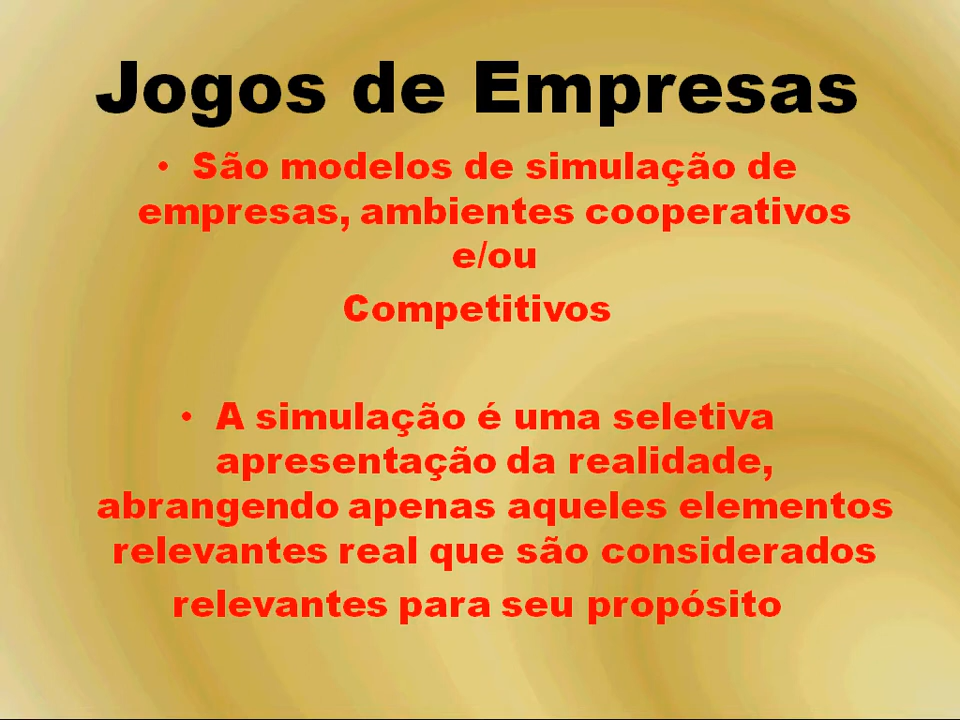 Jogos de Empresas
• São modelos de simulação de
empresas, ambientes cooperativos
e/ou
Competitivos
• A simulação é uma seletiva
apresentação da realidade,
abrangendo apenas aqueles elementos
relevantes real que são considerados
relevantes para seu propósito